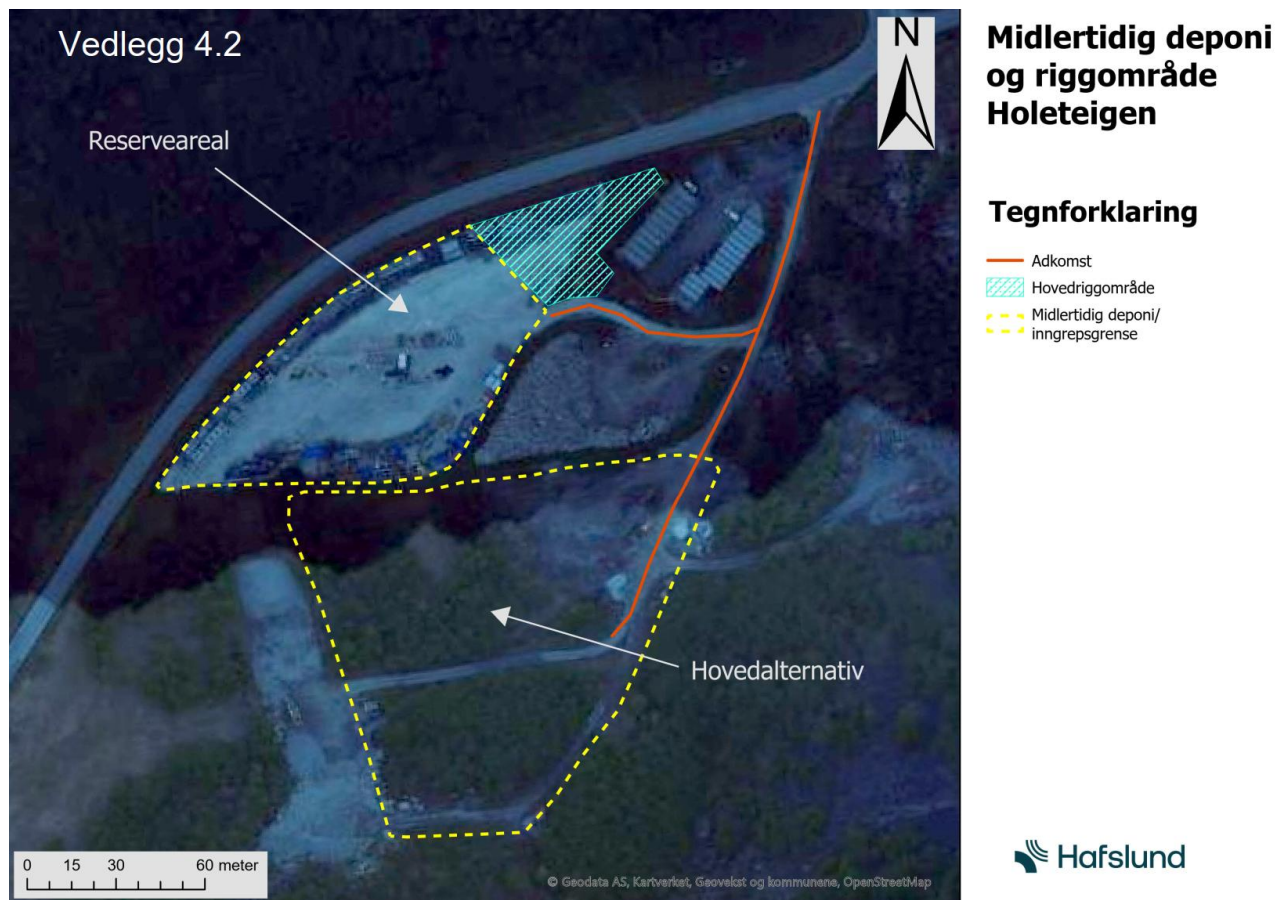 Vedlegg 4.2
N
Midlertidig deponi
og riggområde
Holeteigen
Reserveareal
Tegnforklaring
Adkomst
Hovedriggområde
Midlertidig deponi/
inngrepsgrense
Hovedalternativ
0 15 30 60 meter
© Geodata AS, Kartverket, Geovekst og kommunene, OpenStreetMap
Hafslund